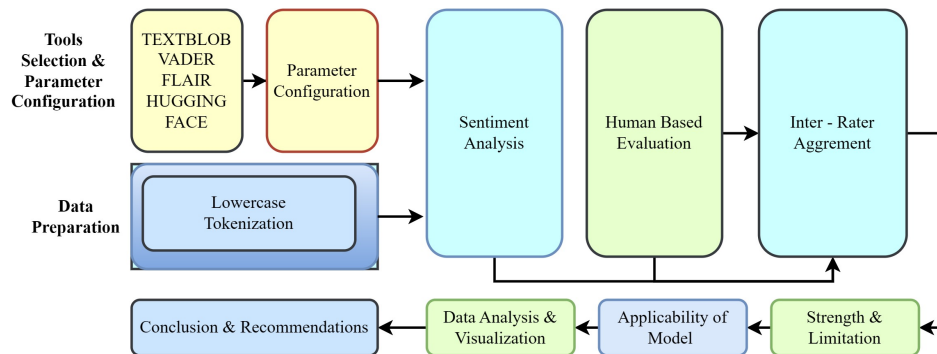 Tools
Selection &
Parameter
Configuration
TEXTBLOB
VADER
FLAIR
HUGGING
FACE
Parameter
Configuration
Sentiment
Analysis
Human Based
Evaluation
Inter - Rater
Aggrement
Data
Preparation
Lowercase
Tokenization
Conclusion & Recommendations
Data Analysis &
Visualization
Applicability of
Model
Strength &
Limitation